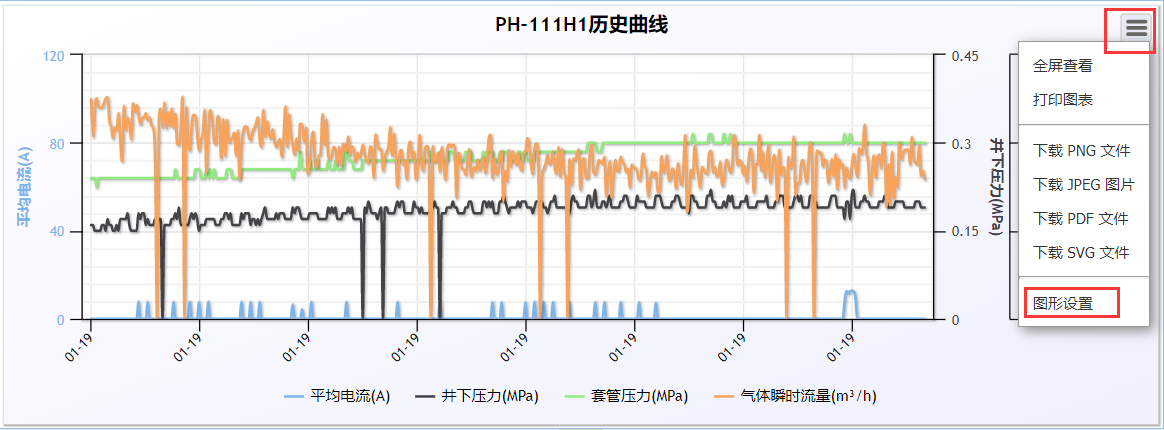 PH-111H1历史曲线
全屏查看
打印图表
下载 PNG 文件
下载 JPEG 图片
下载 PDF 文件
下载 SVG 文件
图形设置
平均电流(A)
120
80
40
0
0.45
0.3
0.15
0
井下压力(MPa)
01-19
01-19
01-19
01-19
01-19
01-19
01-19
01-19
平均电流(A)
井下压力(MPa)
套管压力(MPa)
气体瞬时流量(m³/h)